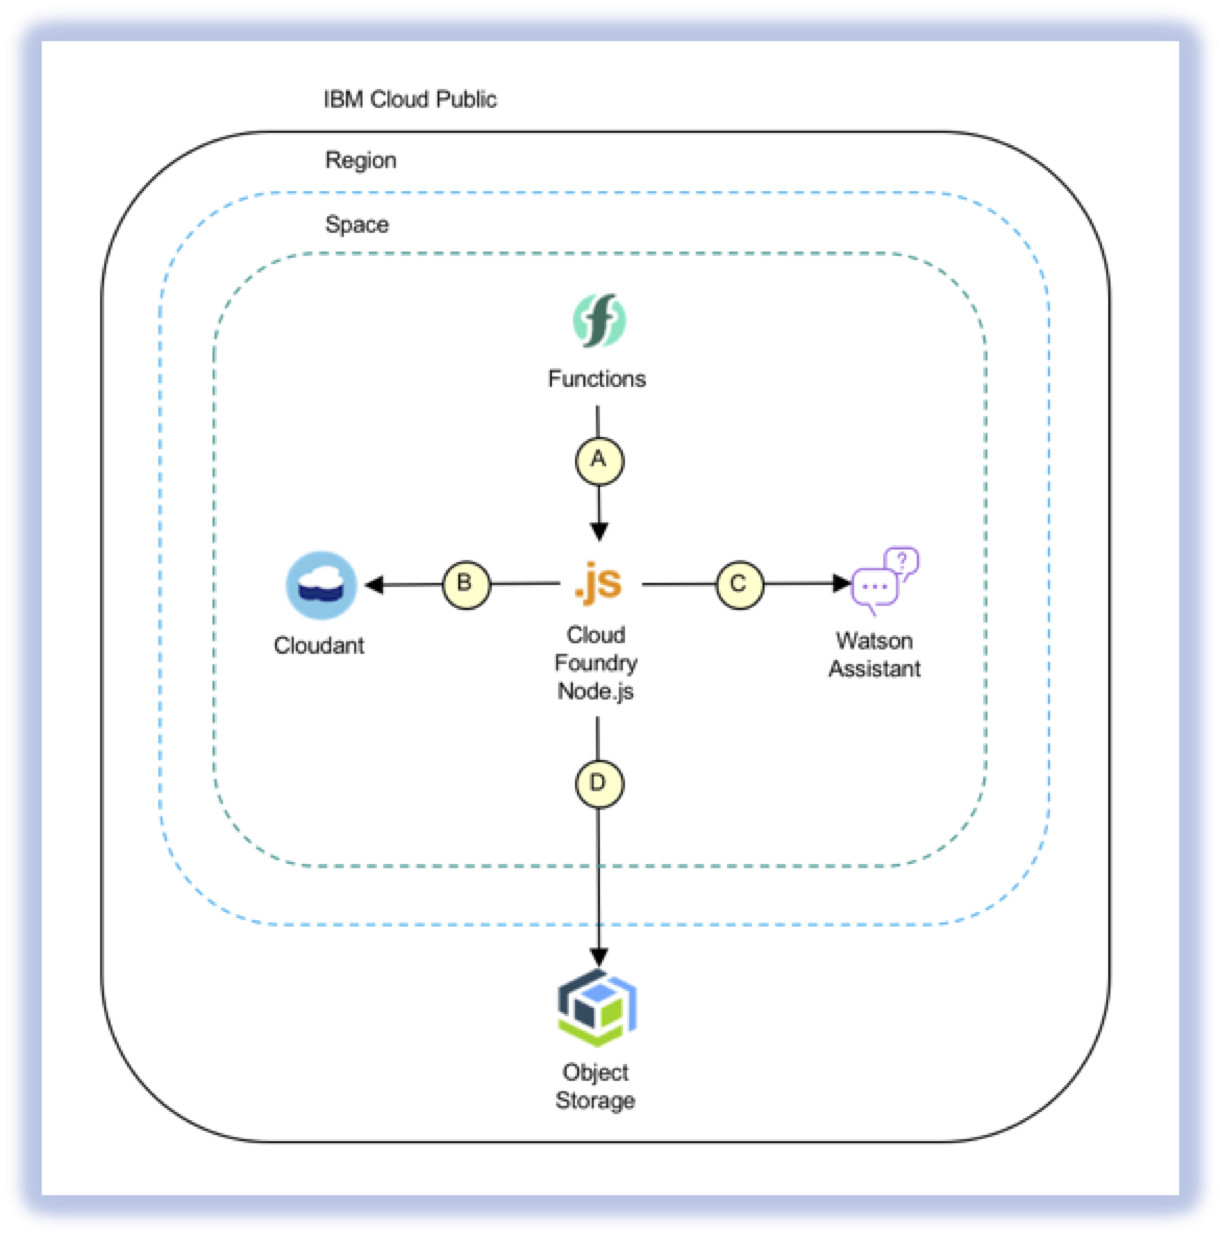 IBM Cloud Public
Region
Space
Functions
A
B
.js
C
?
Cloudant
Cloud
Foundry
Node.js
Watson
Assistant
D
Object
Storage